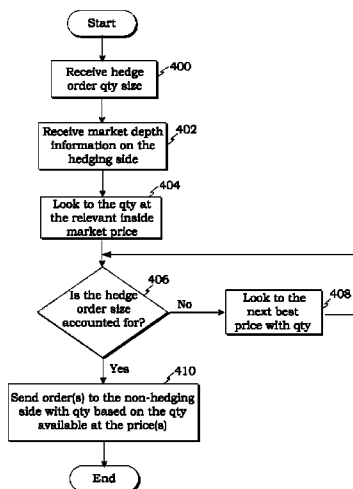 Start
Receive hedge
order qty size
400
Receive market depth
information on the
hedging side
402
Look to the qty at
the relevant inside
market price
404
Is the hedge
order size
accounted for?
406
No
Look to the
next best
price with qty
408
Yes
Send order(s) to the non-hedging
side with qty based on the qty
available at the price(s)
410
End